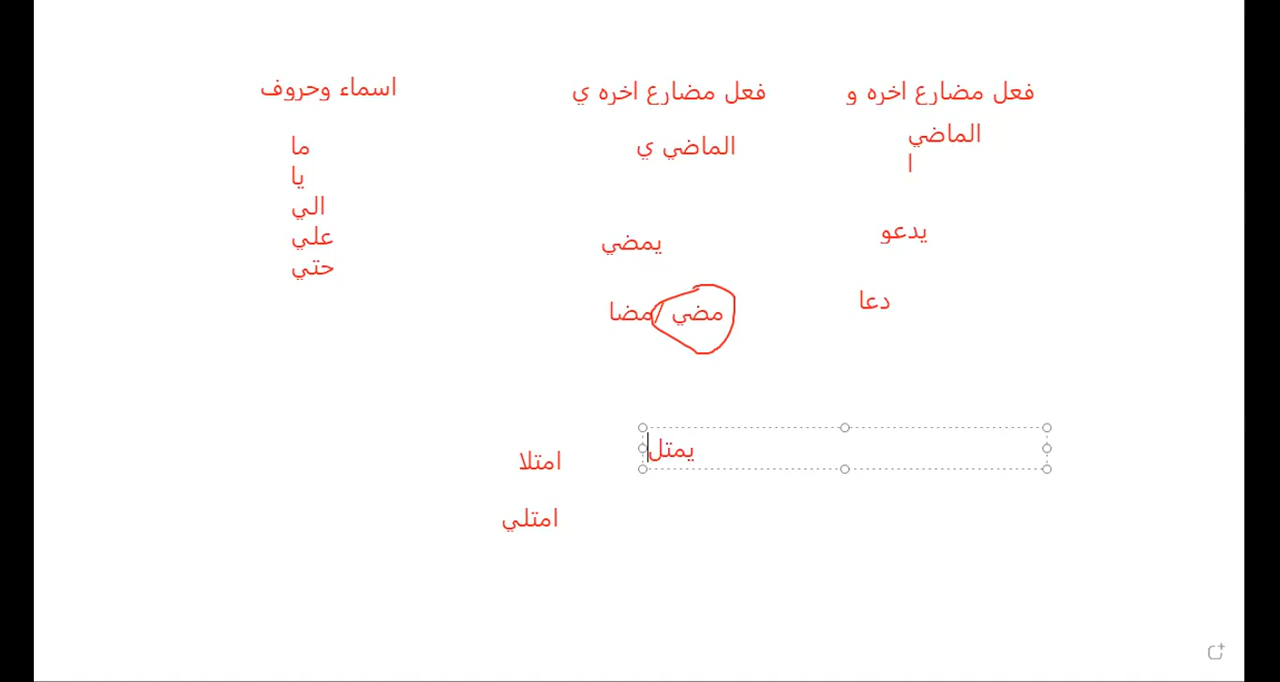 فعل مضارع اخره و
الماضي
ا
يدعو
دعا
فعل مضارع اخره ي
الماضي ي
يمضي
مضي /مضا
اسماء وحروف
ما
يا
الي
علي
حتي
يمتل
امتلا
امتلي